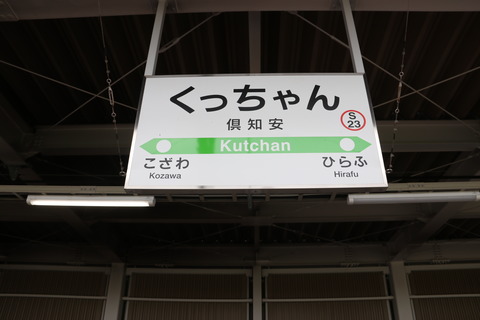 くっちゃん
倶知安
S
23
Kutchan
こざわ ひらふ
Kozawa Hirafu